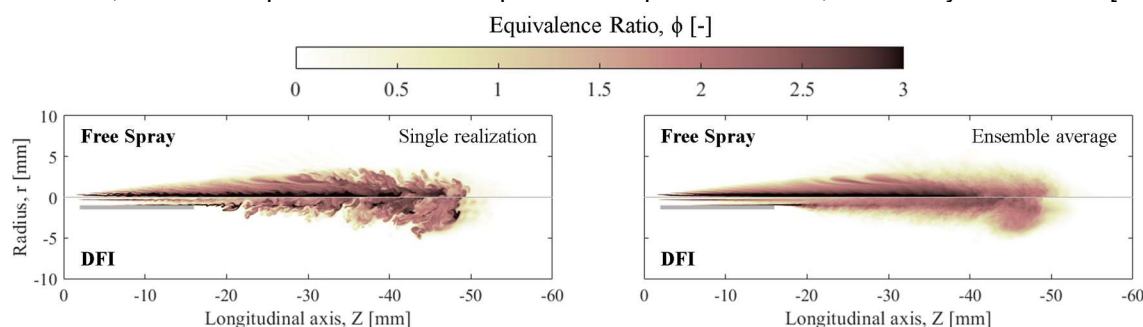 Equivalence Ratio, ϕ [-]
0 0.5 1 1.5 2 2.5 3
10
5
0
-5
-10
Radius, r [mm]
Free Spray Single realization
DFI
0 -10 -20 -30 -40 -50 -60
Longitudinal axis, Z [mm]
Free Spray Ensemble average
DFI
0 -10 -20 -30 -40 -50 -60
Longitudinal axis, Z [mm]